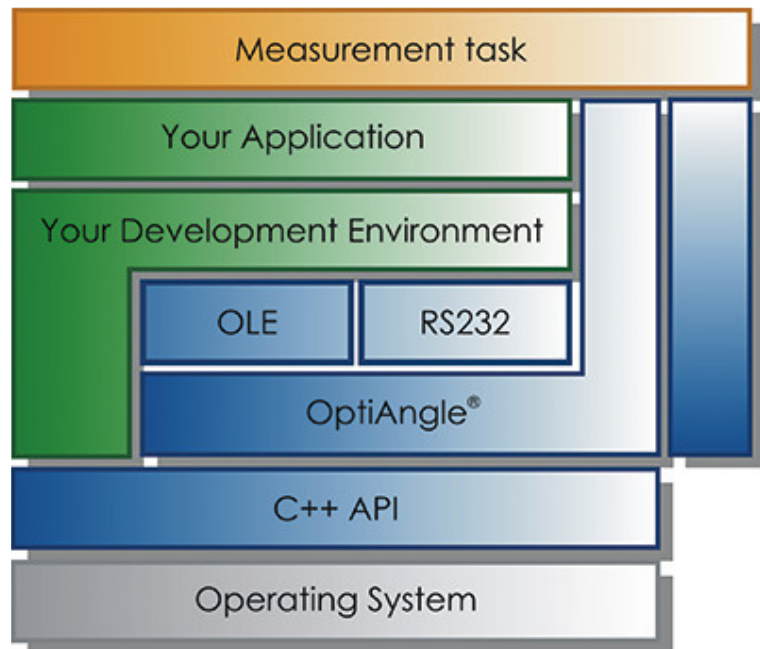 Measurement task
Your Application
Your Development Environment
OLE
RS232
OptiAngle®
C++ API
Operating System